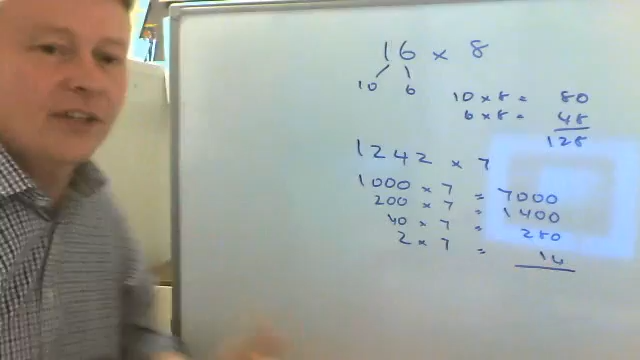 16 x 8
10 6
10 x 8 = 80
6 x 8 = 48
128
1242 x 7
1000 x 7 = 7000
200 x 7 = 1400
40 x 7 = 280
2 x 7 = 14